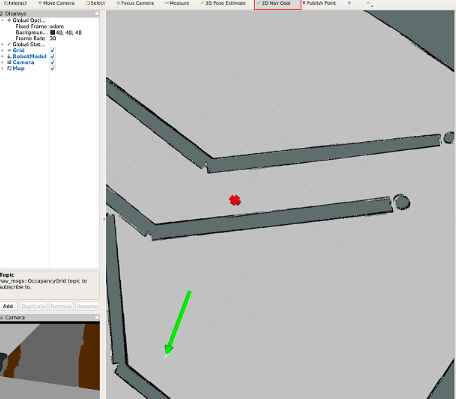 Interact Move Camera Select Focus Camera Measure 2D Pose Estimate 2D Nav Goal Publish Point
Displays
Global Opti...
Fixed Frame odom
Backgroun... 48; 48; 48
Frame Rate 30
Global Stat...
Grid
RobotModel
Camera
Map
Topic
nav_msgs::OccupancyGrid topic to
subscribe to.
Add Duplicate Remove Rename
Camera